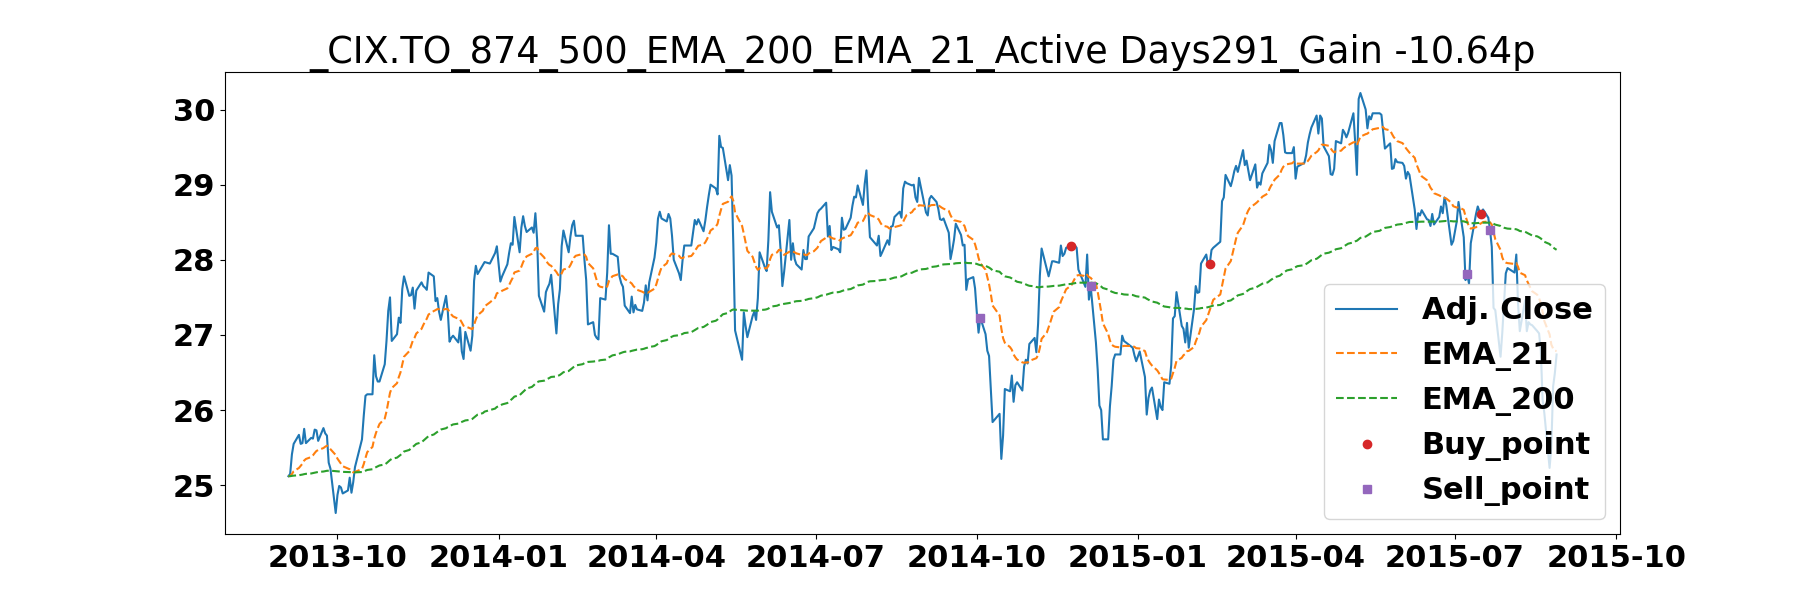 _CIX.TO_874_500_EMA_200_EMA_21_Active Days291_Gain -10.64p
30
29
28
27
26
25
Adj. Close
EMA_21
EMA_200
Buy_point
Sell_point
2013-10 2014-01 2014-04 2014-07 2014-10 2015-01 2015-04 2015-07 2015-10